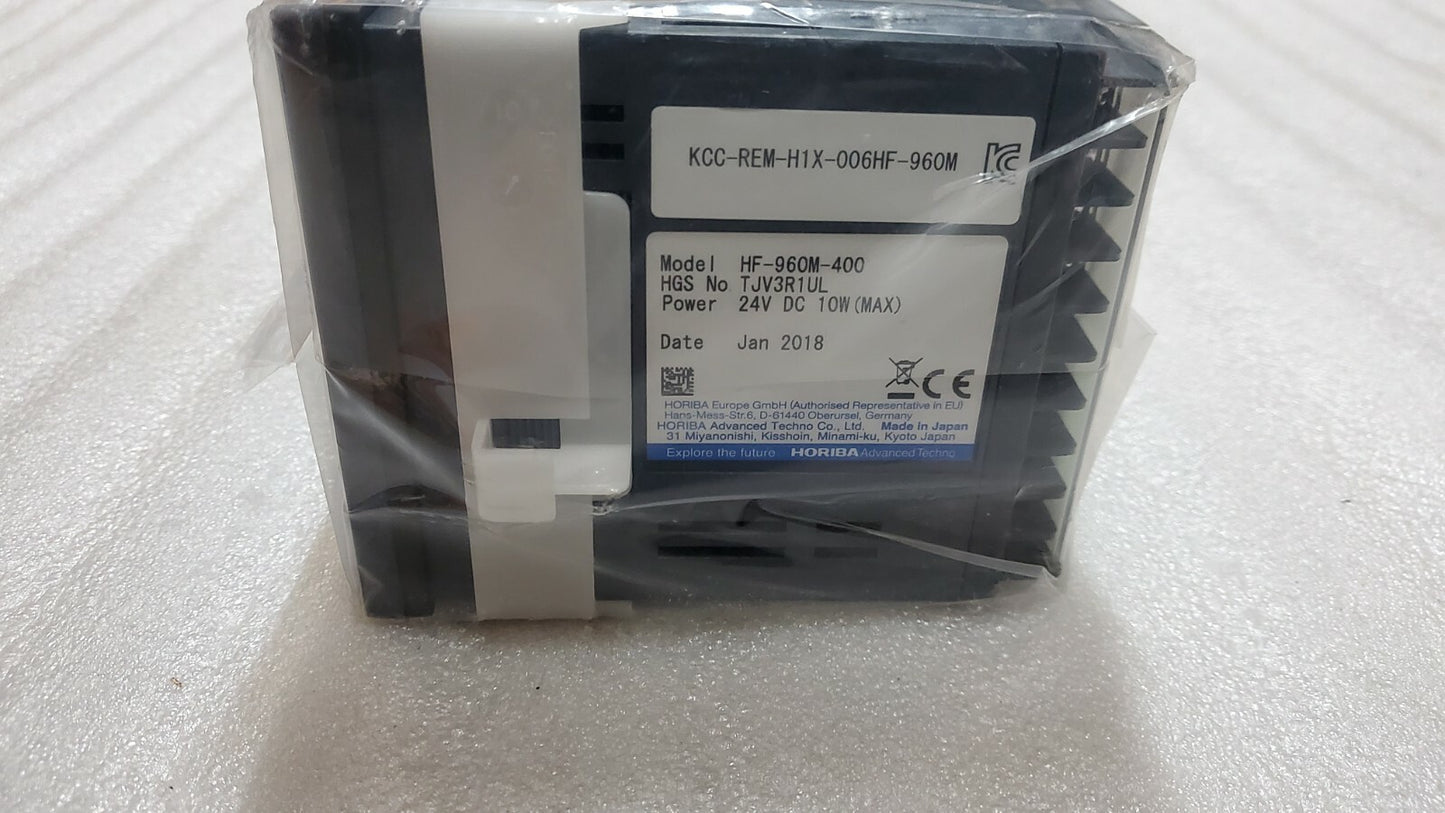 KCC-REM-H1X-006HF-960M
Model HF-960M-400
HGS No TJV3R1UL
Power 24V DC 10W(MAX)
Date Jan 2018
CE
HORIBA Europe GmbH (Authorised Representative in EU)
Hans-Mess-Str.6, D-61440 Oberursel, Germany
HORIBA Advanced Techno Co., Ltd. Made in Japan
31 Miyanonishi, Kisshoin, Minami-ku, Kyoto Japan
Explore the future HORIBA Advanced Techno